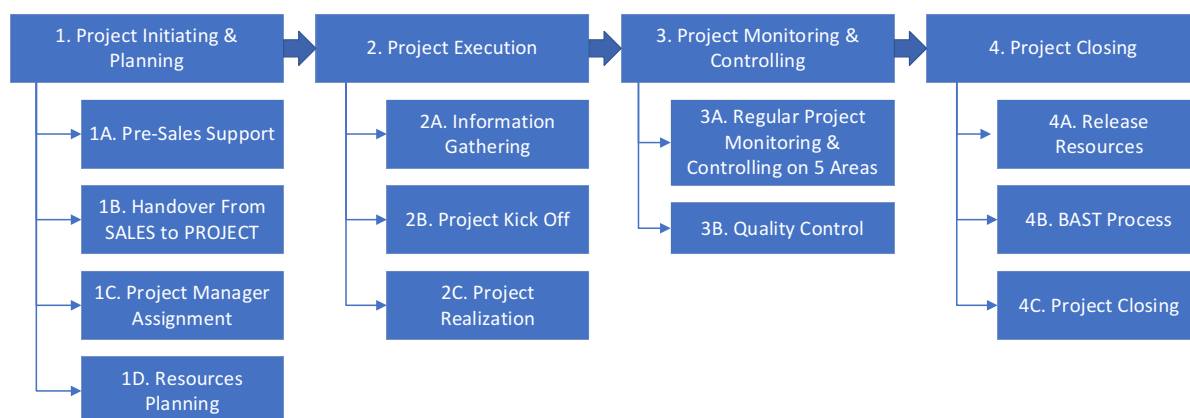 1. Project Initiating &
Planning
2. Project Execution
3. Project Monitoring &
Controlling
4. Project Closing
1A. Pre-Sales Support
1B. Handover From
SALES to PROJECT
1C. Project Manager
Assignment
1D. Resources
Planning
2A. Information
Gathering
2B. Project Kick Off
2C. Project
Realization
3A. Regular Project
Monitoring &
Controlling on 5 Areas
3B. Quality Control
4A. Release
Resources
4B. BAST Process
4C. Project Closing